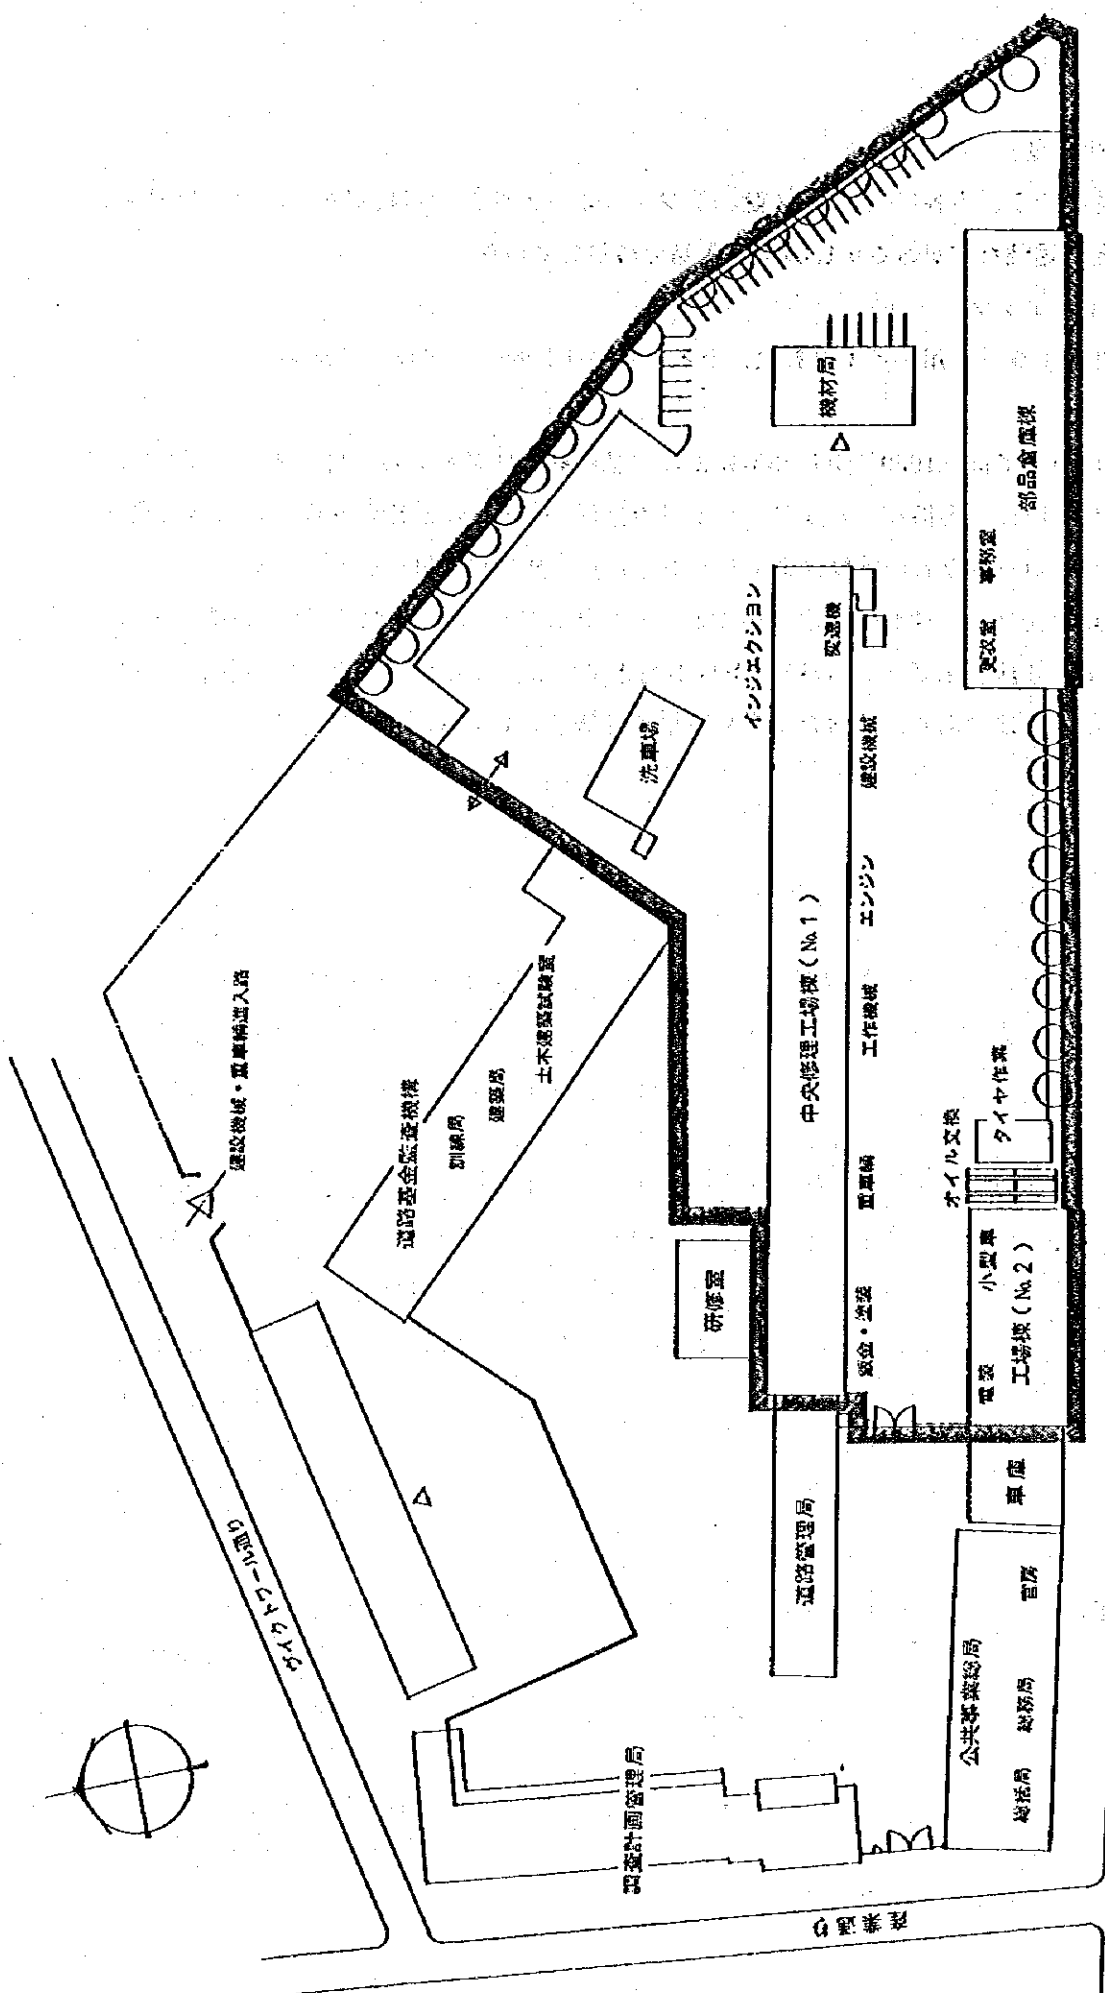 ヴィクトワール通り
産業通り
建設機械・重車輌進入路
調査計画管理局
道路基金監査機構
訓練局
建築局
土木建築試験室
研修室
洗車場
道路管理局
中央修理工場棟（No.1）
インジェクション
変速機
鈑金・塗装
重車輌
工作機械
エンジン
建設機械
機材局
公共事業総局
総括局
総務局
官房
車庫
電装
小型車
工場棟（No.2）
オイル交換
タイヤ作業
更衣室
事務室
部品倉庫棟